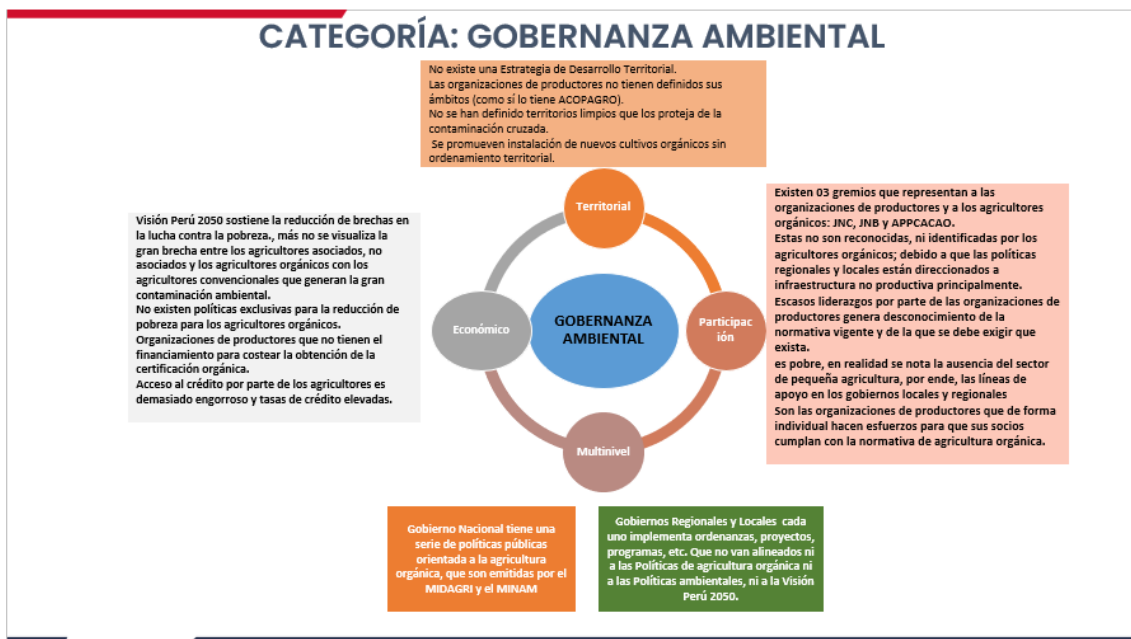 CATEGORÍA: GOBERNANZA AMBIENTAL
No existe una Estrategia de Desarrollo Territorial.
Las organizaciones de productores no tienen definidos sus
ámbitos (como sí lo tiene ACOPAGRO).
No se han definido territorios limpios que los proteja de la
contaminación cruzada.
Se promueven instalación de nuevos cultivos orgánicos sin
ordenamiento territorial.
Territorial
Visión Perú 2050 sostiene la reducción de brechas en
la lucha contra la pobreza., más no se visualiza la
gran brecha entre los agricultores asociados, no
asociados y los agricultores orgánicos con los
agricultores convencionales que generan la gran
contaminación ambiental.
No existen políticas exclusivas para la reducción de
pobreza para los agricultores orgánicos.
Organizaciones de productores que no tienen el
financiamiento para costear la obtención de la
certificación orgánica.
Acceso al crédito por parte de los agricultores es
demasiado engorroso y tasas de crédito elevadas.
Económico
GOBERNANZA
AMBIENTAL
Participac
ión
Existen 03 gremios que representan a las
organizaciones de productores y a los agricultores
orgánicos: JNC, JNB y APPCACAO.
Estas no son reconocidas, ni identificadas por los
agricultores orgánicos; debido a que las políticas
regionales y locales están direccionados a
infraestructura no productiva principalmente.
Escasos liderazgos por parte de las organizaciones de
productores genera desconocimiento de la
normativa vigente y de la que se debe exigir que
exista.
es pobre, en realidad se nota la ausencia del sector
de pequeña agricultura, por ende, las líneas de
apoyo en los gobiernos locales y regionales
Son las organizaciones de productores que de forma
individual hacen esfuerzos para que sus socios
cumplan con la normativa de agricultura orgánica.
Multinivel
Gobierno Nacional tiene una
serie de políticas públicas
orientada a la agricultura
orgánica, que son emitidas por el
MIDAGRI y el MINAM
Gobiernos Regionales y Locales cada
uno implementa ordenanzas, proyectos,
programas, etc. Que no van alineados ni
a las Políticas de agricultura orgánica ni
a las Políticas ambientales, ni a la Visión
Perú 2050.